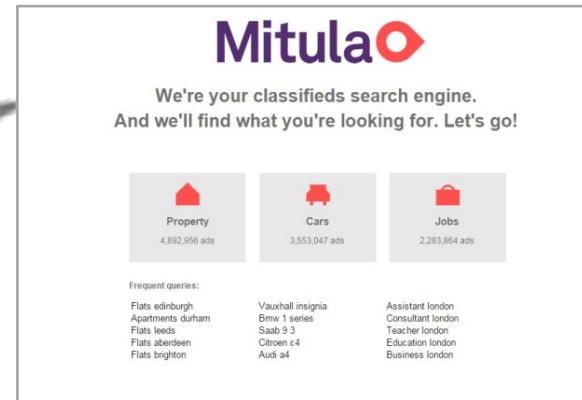 Mitula
We're your classifieds search engine.
And we'll find what you're looking for. Let's go!
Property
4,892,956 ads
Cars
3,553,047 ads
Jobs
2,283,864 ads
Frequent queries:
Flats edinburgh
Apartments durham
Flats leeds
Flats aberdeen
Flats brighton
Vauxhall insignia
Bmw 1 series
Saab 9 3
Citroen c4
Audi a4
Assistant london
Consultant london
Teacher london
Education london
Business london